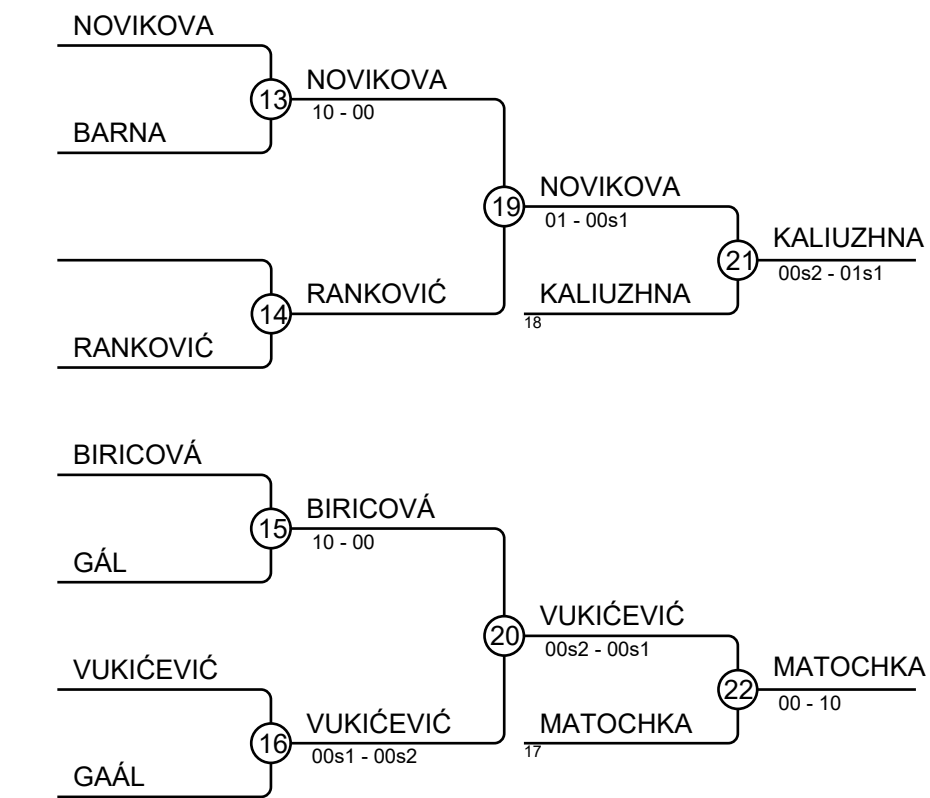 NOVIKOVA
13
NOVIKOVA
10 - 00
BARNA
19
NOVIKOVA
01 - 00s1
21
KALIUZHNA
00s2 - 01s1
14
RANKOVIĆ
KALIUZHNA
18
RANKOVIĆ
BIRICOVÁ
15
BIRICOVÁ
10 - 00
GÁL
20
VUKIĆEVIĆ
00s2 - 00s1
VUKIĆEVIĆ
22
MATOCHKA
00 - 10
16
VUKIĆEVIĆ
00s1 - 00s2
MATOCHKA
17
GAÁL